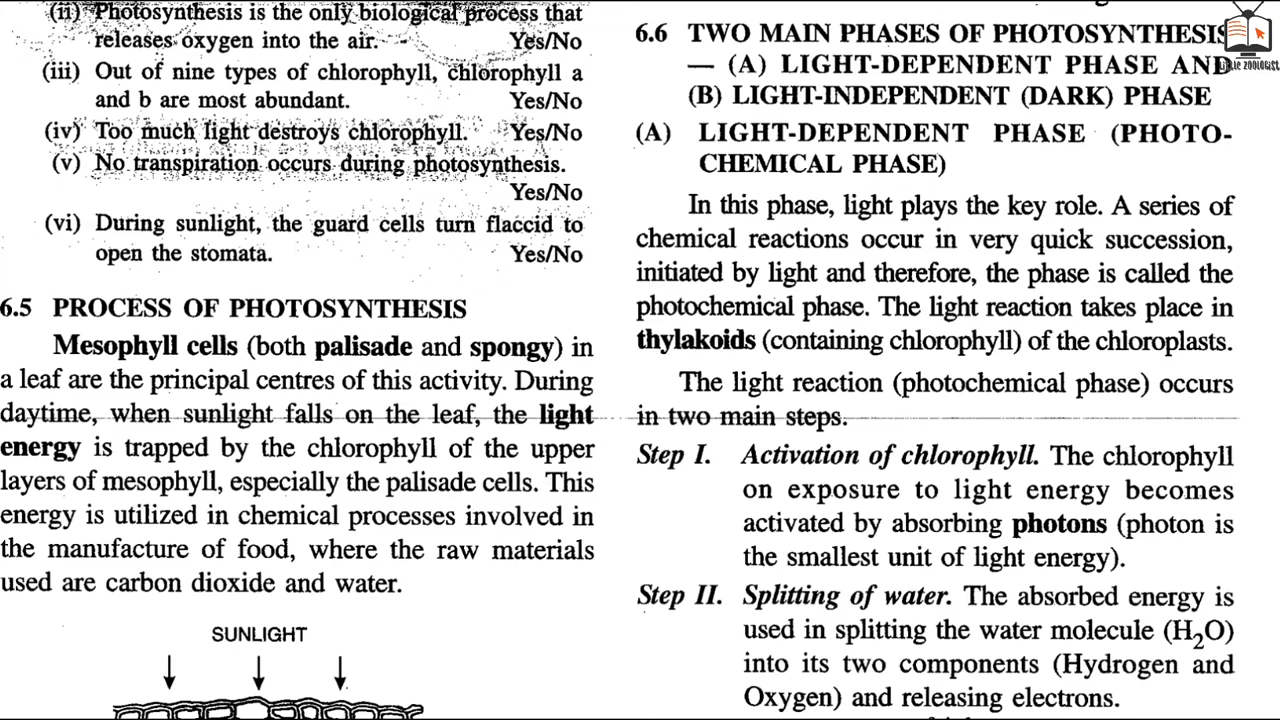 (ii) Photosynthesis is the only biological process that
releases oxygen into the air. Yes/No
(iii) Out of nine types of chlorophyll, chlorophyll a
and b are most abundant. Yes/No
(iv) Too much light destroys chlorophyll. Yes/No
(v) No transpiration occurs during photosynthesis.
Yes/No
(vi) During sunlight, the guard cells turn flaccid to
open the stomata. Yes/No
6.5 PROCESS OF PHOTOSYNTHESIS
Mesophyll cells (both palisade and spongy) in
a leaf are the principal centres of this activity. During
daytime, when sunlight falls on the leaf, the light
energy is trapped by the chlorophyll of the upper
layers of mesophyll, especially the palisade cells. This
energy is utilized in chemical processes involved in
the manufacture of food, where the raw materials
used are carbon dioxide and water.
SUNLIGHT
6.6 TWO MAIN PHASES OF PHOTOSYNTHESIS
— (A) LIGHT-DEPENDENT PHASE AND
(B) LIGHT-INDEPENDENT (DARK) PHASE
(A) LIGHT-DEPENDENT PHASE (PHOTO-
CHEMICAL PHASE)
In this phase, light plays the key role. A series of
chemical reactions occur in very quick succession,
initiated by light and therefore, the phase is called the
photochemical phase. The light reaction takes place in
thylakoids (containing chlorophyll) of the chloroplasts.
The light reaction (photochemical phase) occurs
in two main steps.
Step I. Activation of chlorophyll. The chlorophyll
on exposure to light energy becomes
activated by absorbing photons (photon is
the smallest unit of light energy).
Step II. Splitting of water. The absorbed energy is
used in splitting the water molecule (H₂O)
into its two components (Hydrogen and
Oxygen) and releasing electrons.
ZOOLOGIST